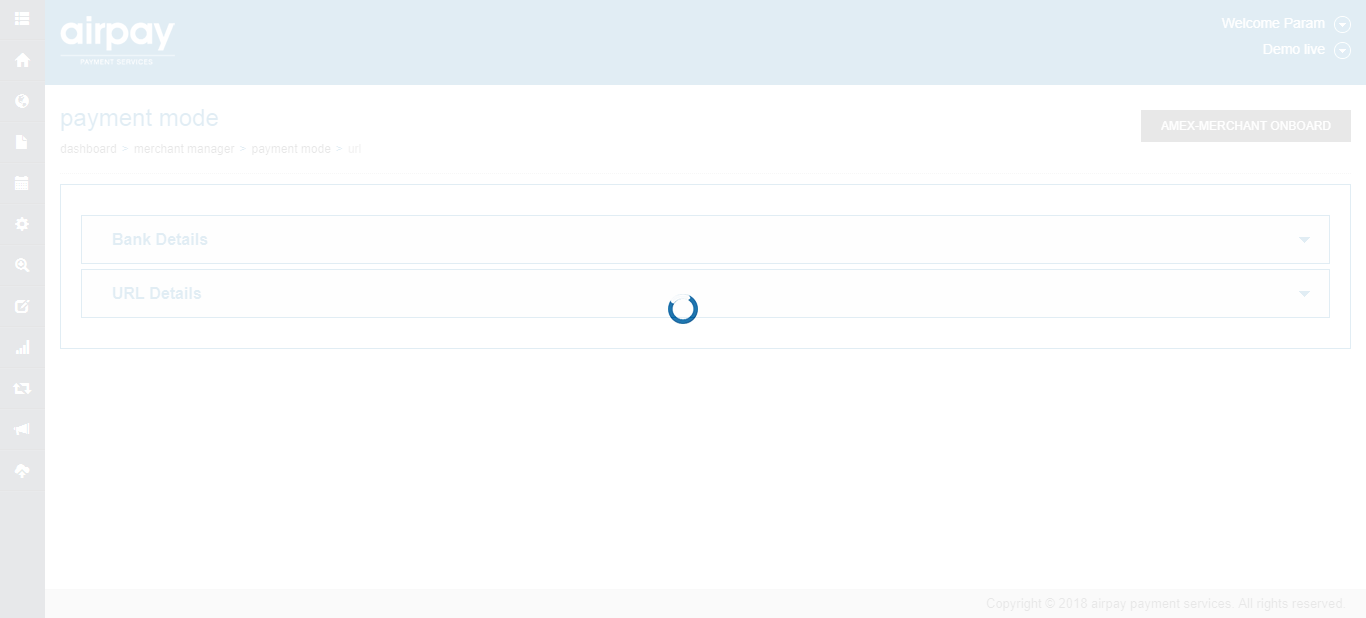 airpay
PAYMENT SERVICES
Welcome Param
Demo live
payment mode
AMEX-MERCHANT ONBOARD
dashboard > merchant manager > payment mode > url
Bank Details
URL Details
Copyright © 2018 airpay payment services. All rights reserved.